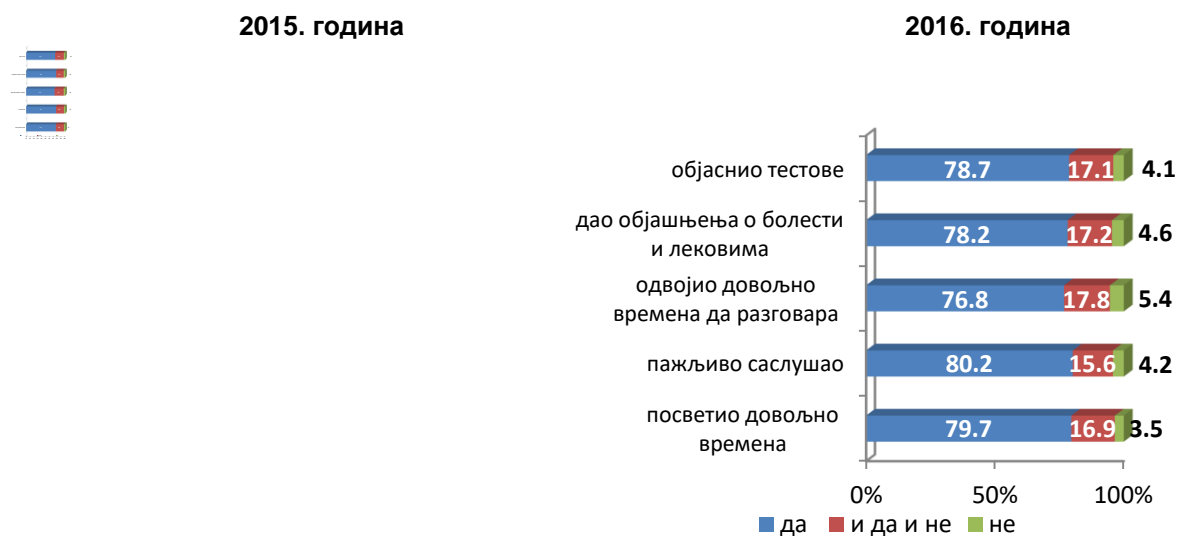 2015. година
2016. година
објаснио тестове
78.7 17.1 4.1
дао објашњења о болести
и лековима
78.2 17.2 4.6
одвојио довољно
времена да разговара
76.8 17.8 5.4
пажљиво саслушао
80.2 15.6 4.2
посветио довољно
времена
79.7 16.9 3.5
0% 50% 100%
да и да и не не